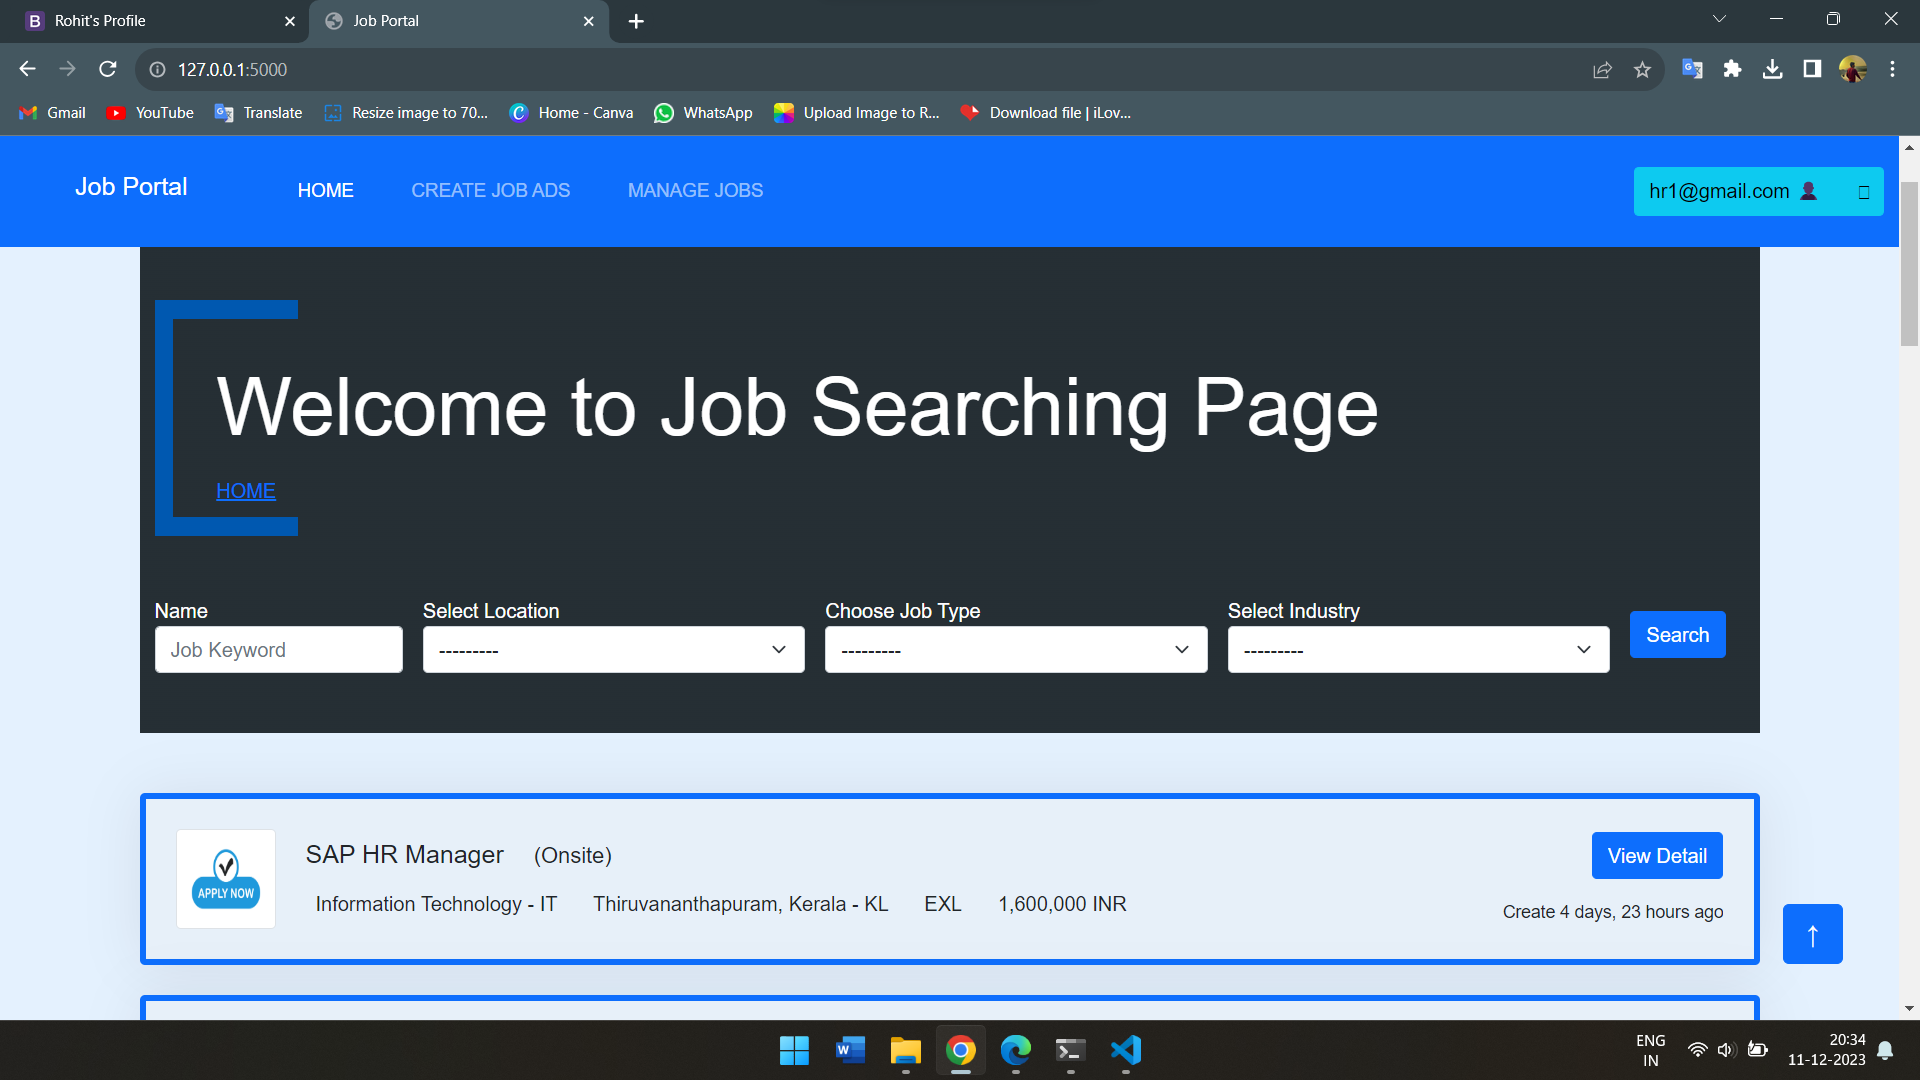 Rohit's Profile
Job Portal
127.0.0.1:5000
Gmail
YouTube
Translate
Resize image to 70...
Home - Canva
WhatsApp
Upload Image to R...
Download file | iLov...
Job Portal
HOME
CREATE JOB ADS
MANAGE JOBS
hr1@gmail.com
Welcome to Job Searching Page
HOME
Name
Select Location
Choose Job Type
Select Industry
Job Keyword
---------
---------
---------
Search
SAP HR Manager (Onsite)
View Detail
APPLY NOW
Information Technology - IT
Thiruvananthapuram, Kerala - KL
EXL
1,600,000 INR
Create 4 days, 23 hours ago
ENG
IN
20:34
11-12-2023